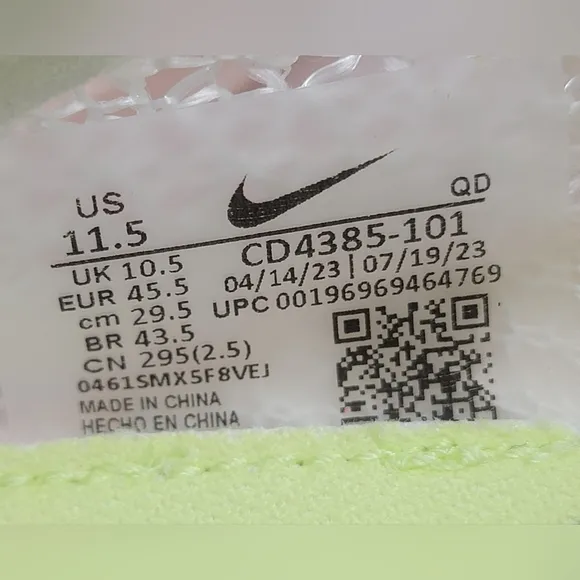 US
11.5
QD
UK 10.5
EUR 45.5
cm 29.5
BR 43.5
CN 295(2.5)
0461SMX5F8VEJ
MADE IN CHINA
HECHO EN CHINA
CD4385-101
04/14/23 | 07/19/23
UPC 00196969464769